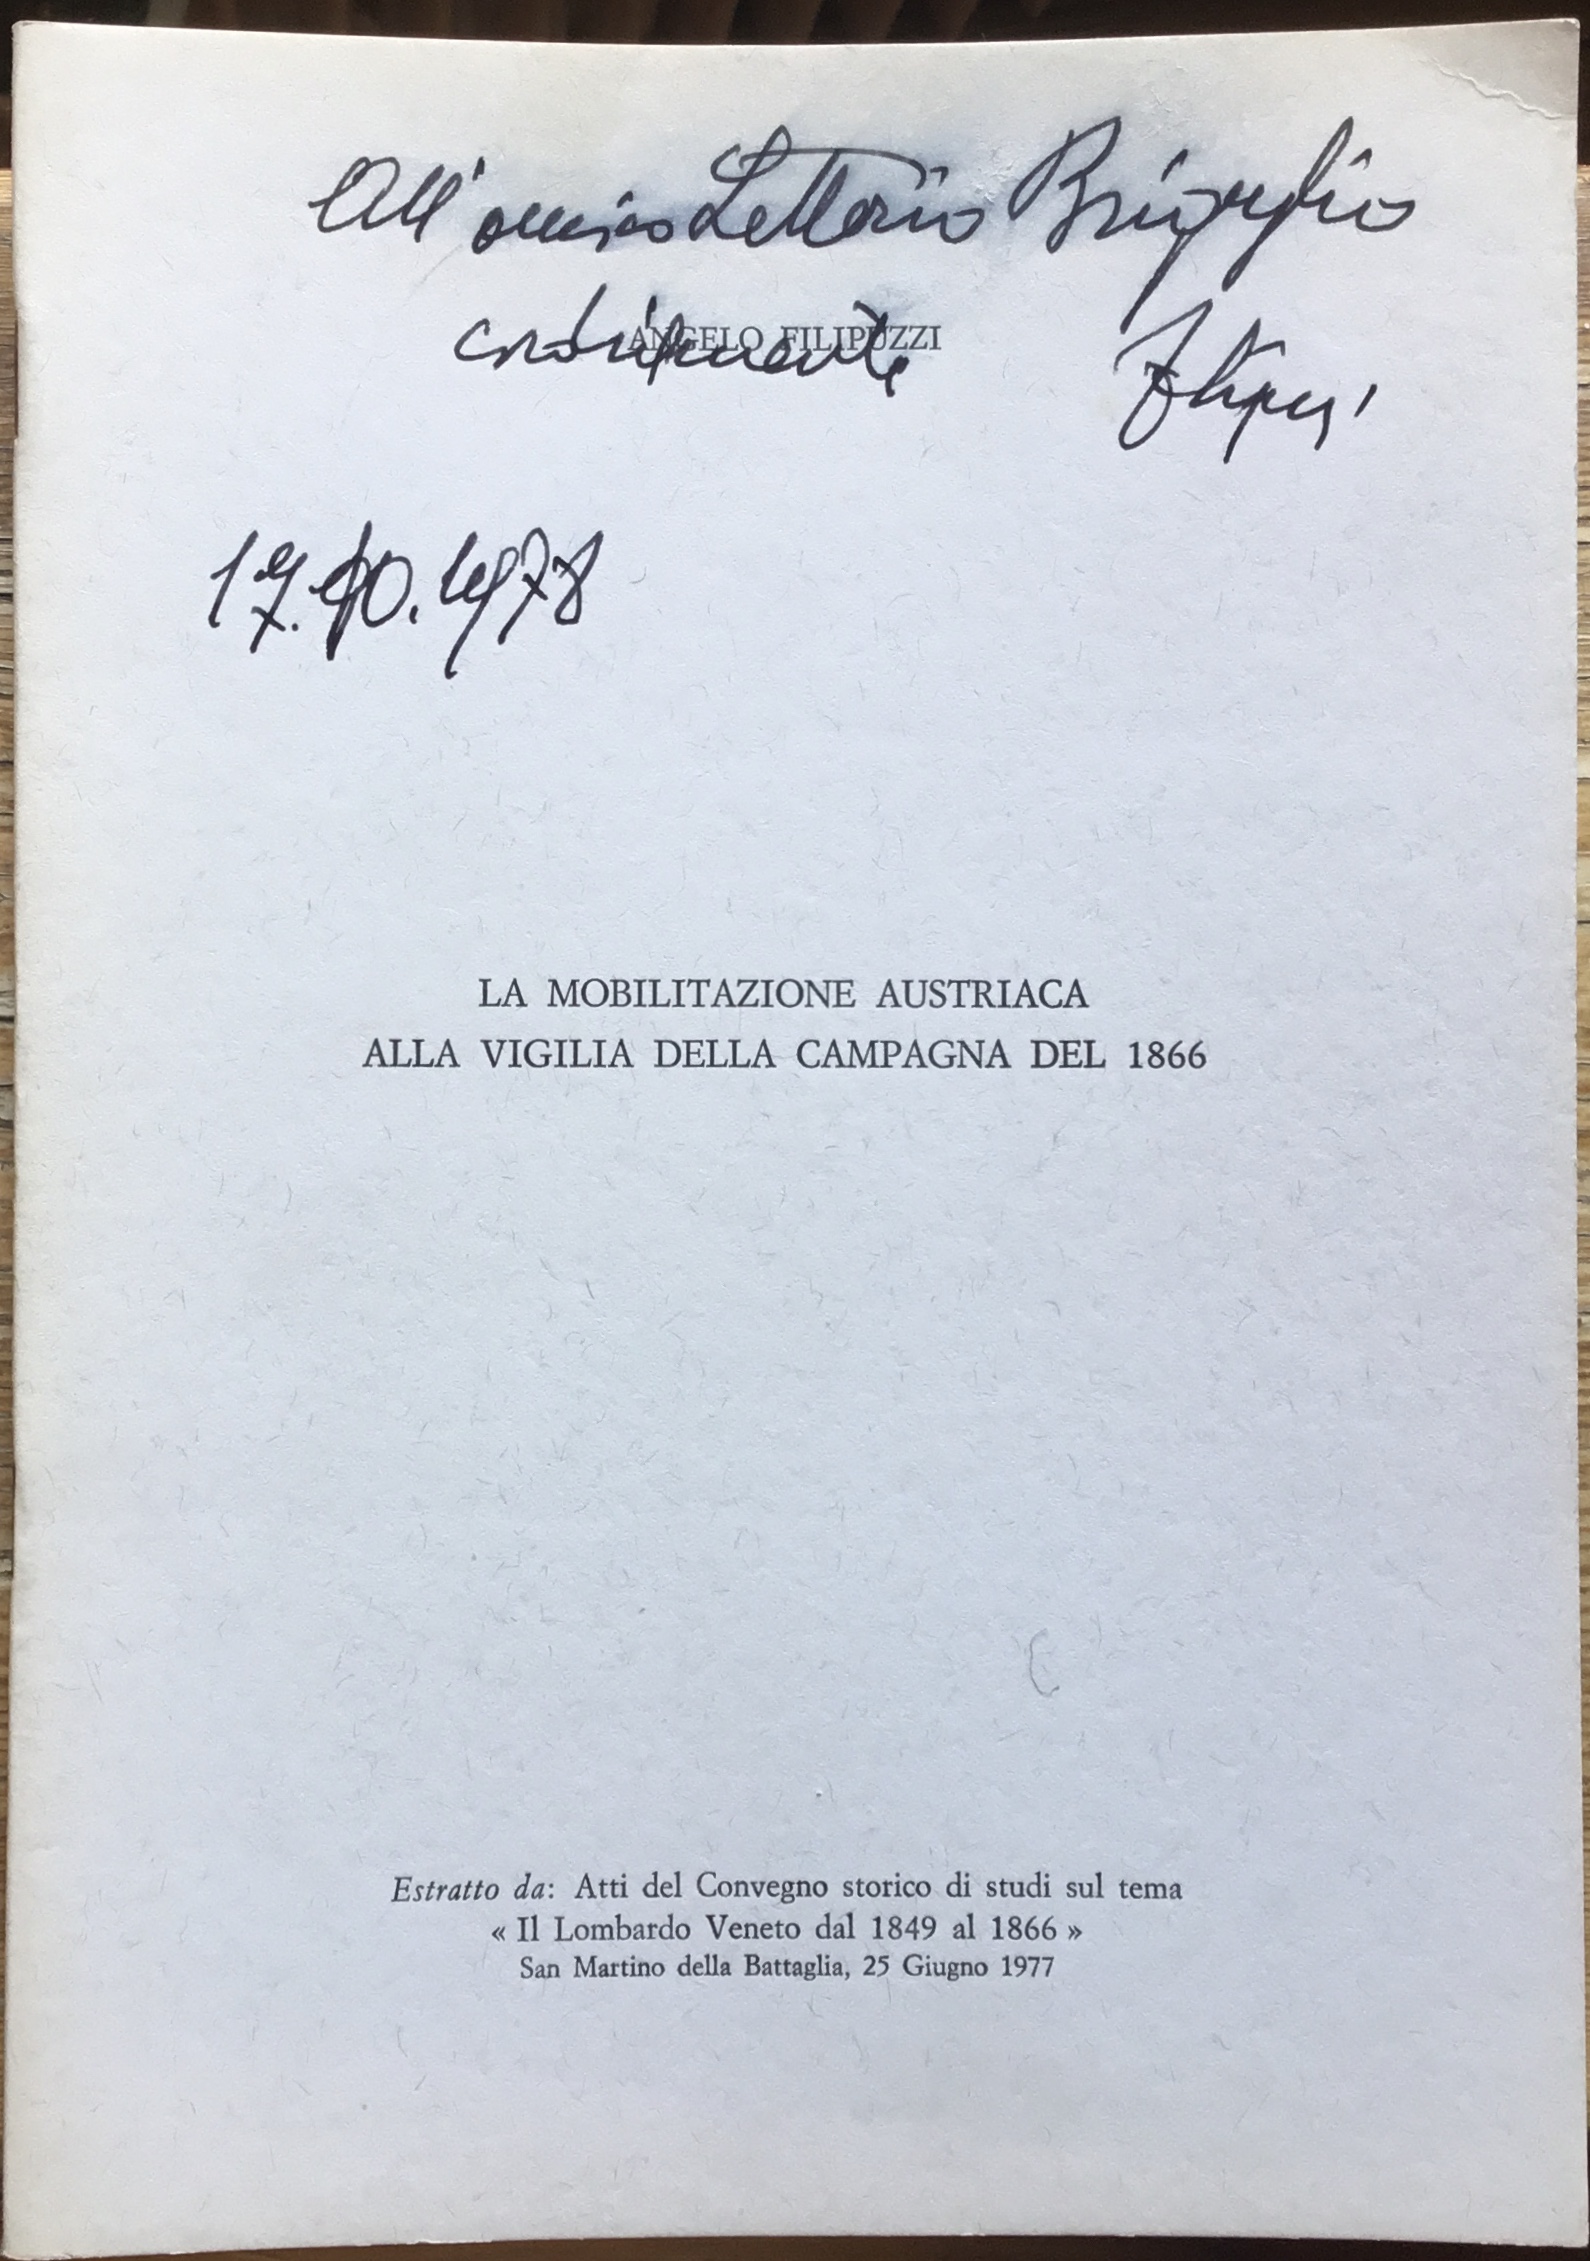 All'amico Letterio Briguglio
cordialmente
ANGELO FILIPUZZI
Filipuzzi
17.10.1978
LA MOBILITAZIONE AUSTRIACA
ALLA VIGILIA DELLA CAMPAGNA DEL 1866
Estratto da: Atti del Convegno storico di studi sul tema
« Il Lombardo Veneto dal 1849 al 1866 »
San Martino della Battaglia, 25 Giugno 1977